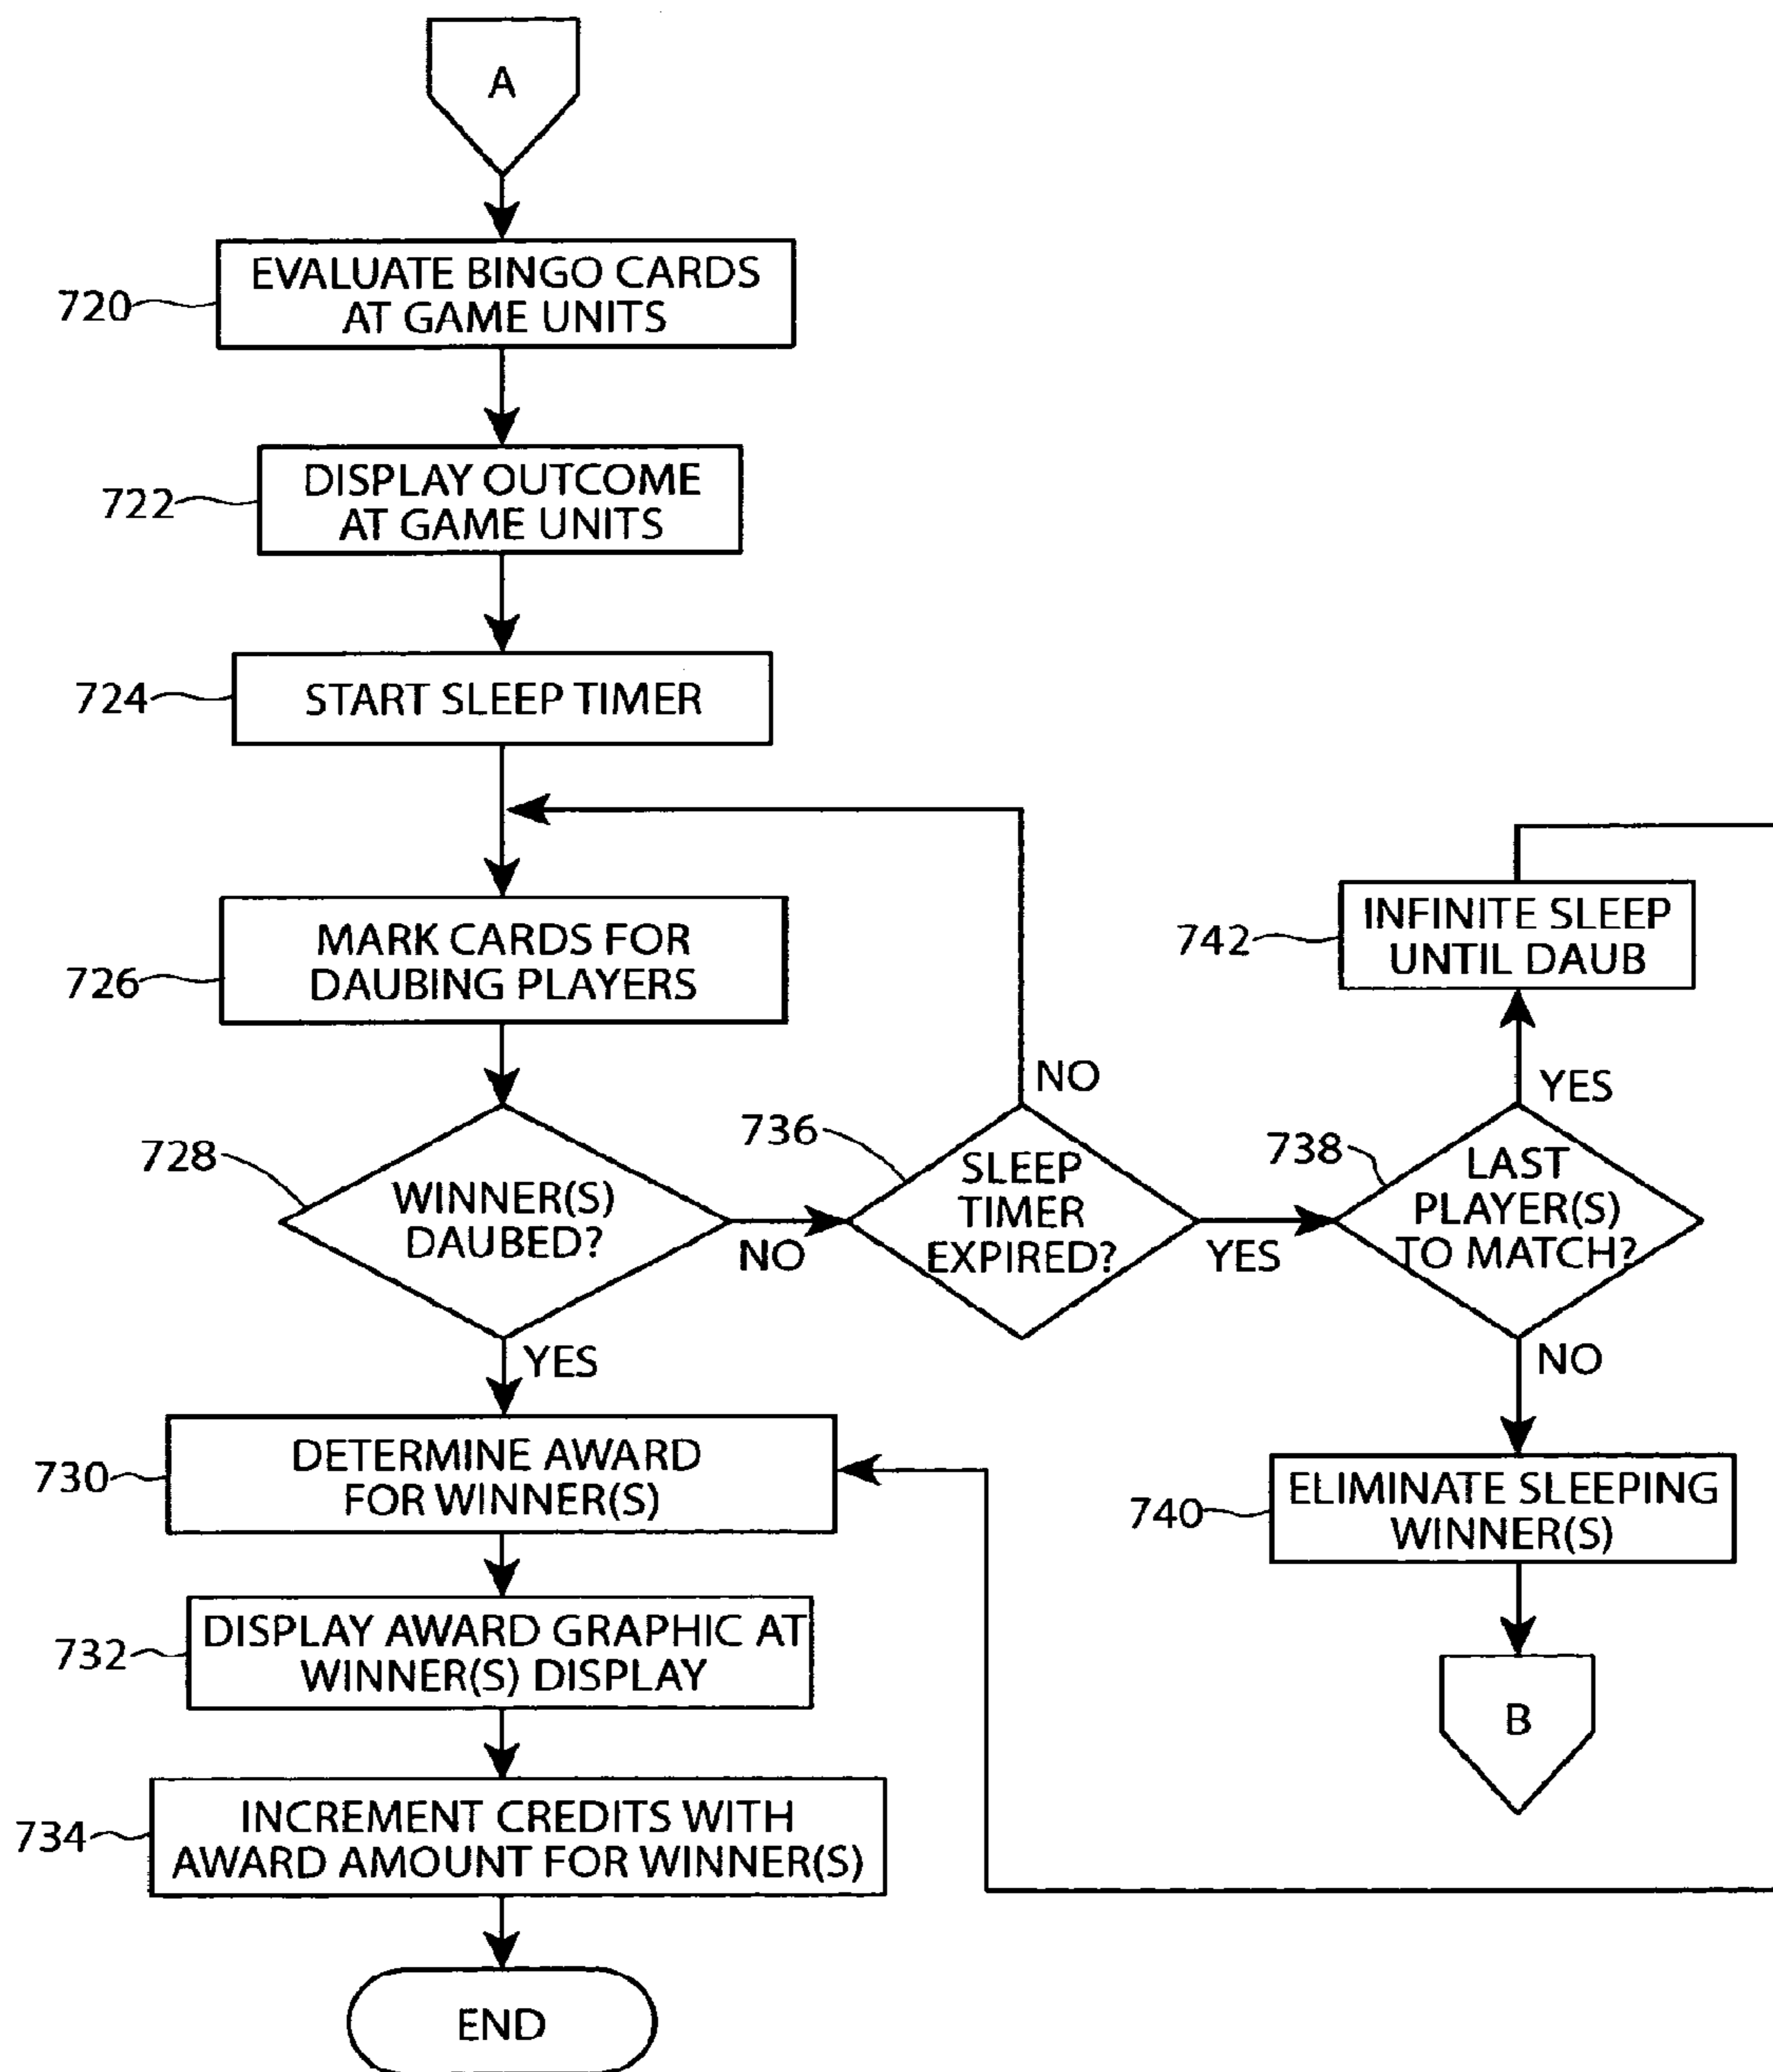 A
720
EVALUATE BINGO CARDS
AT GAME UNITS
722
DISPLAY OUTCOME
AT GAME UNITS
724
START SLEEP TIMER
726
MARK CARDS FOR
DAUBING PLAYERS
728
WINNER(S)
DAUBED?
NO
YES
736
SLEEP
TIMER
EXPIRED?
NO
YES
738
LAST
PLAYER(S)
TO MATCH?
YES
NO
742
INFINITE SLEEP
UNTIL DAUB
740
ELIMINATE SLEEPING
WINNER(S)
B
730
DETERMINE AWARD
FOR WINNER(S)
732
DISPLAY AWARD GRAPHIC AT
WINNER(S) DISPLAY
734
INCREMENT CREDITS WITH
AWARD AMOUNT FOR WINNER(S)
END